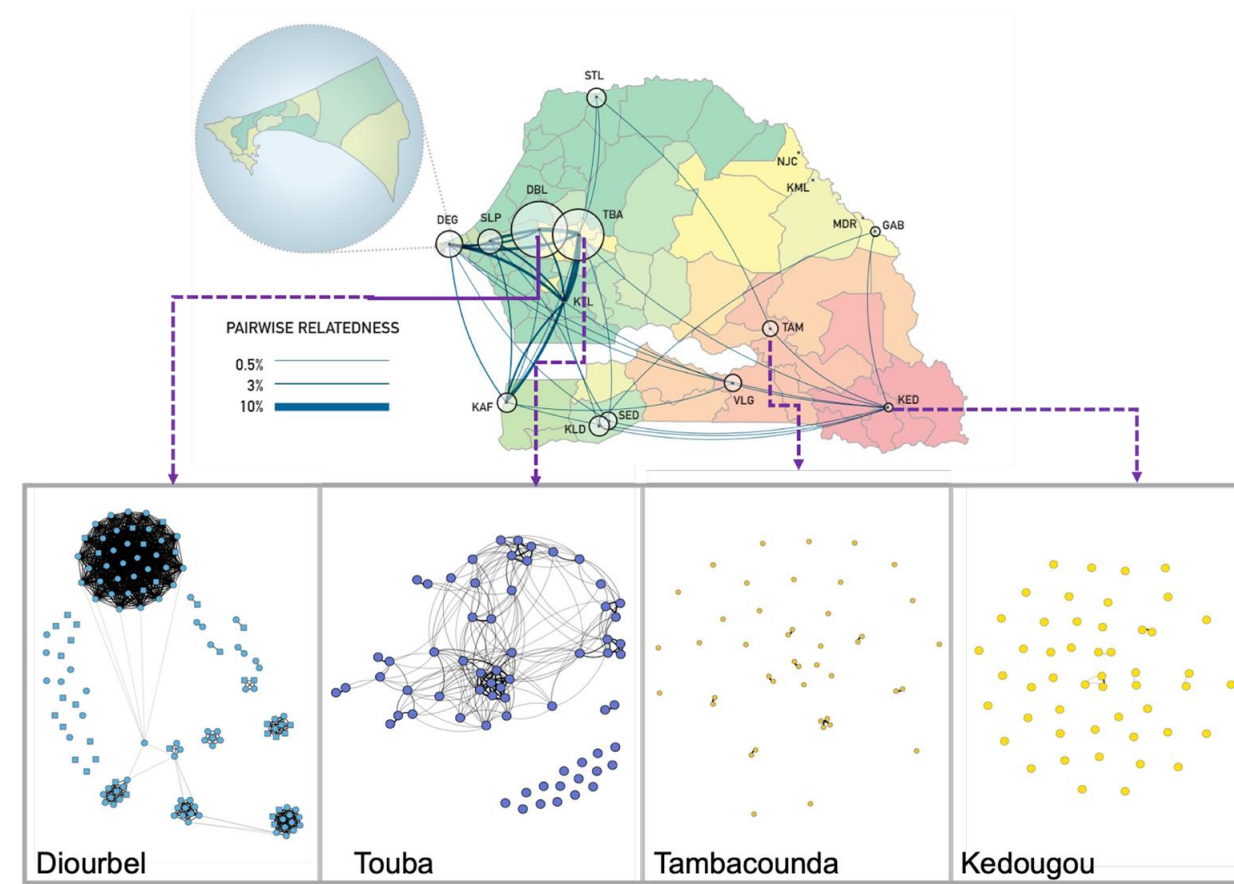 STL
NJC
KML
DBL
DEG
SLP
TBA
MDR
GAB
KTL
PAIRWISE RELATEDNESS
TAM
0.5%
3%
10%
KAF
VLG
KED
KLD
SED
Diourbel
Touba
Tambacounda
Kedougou